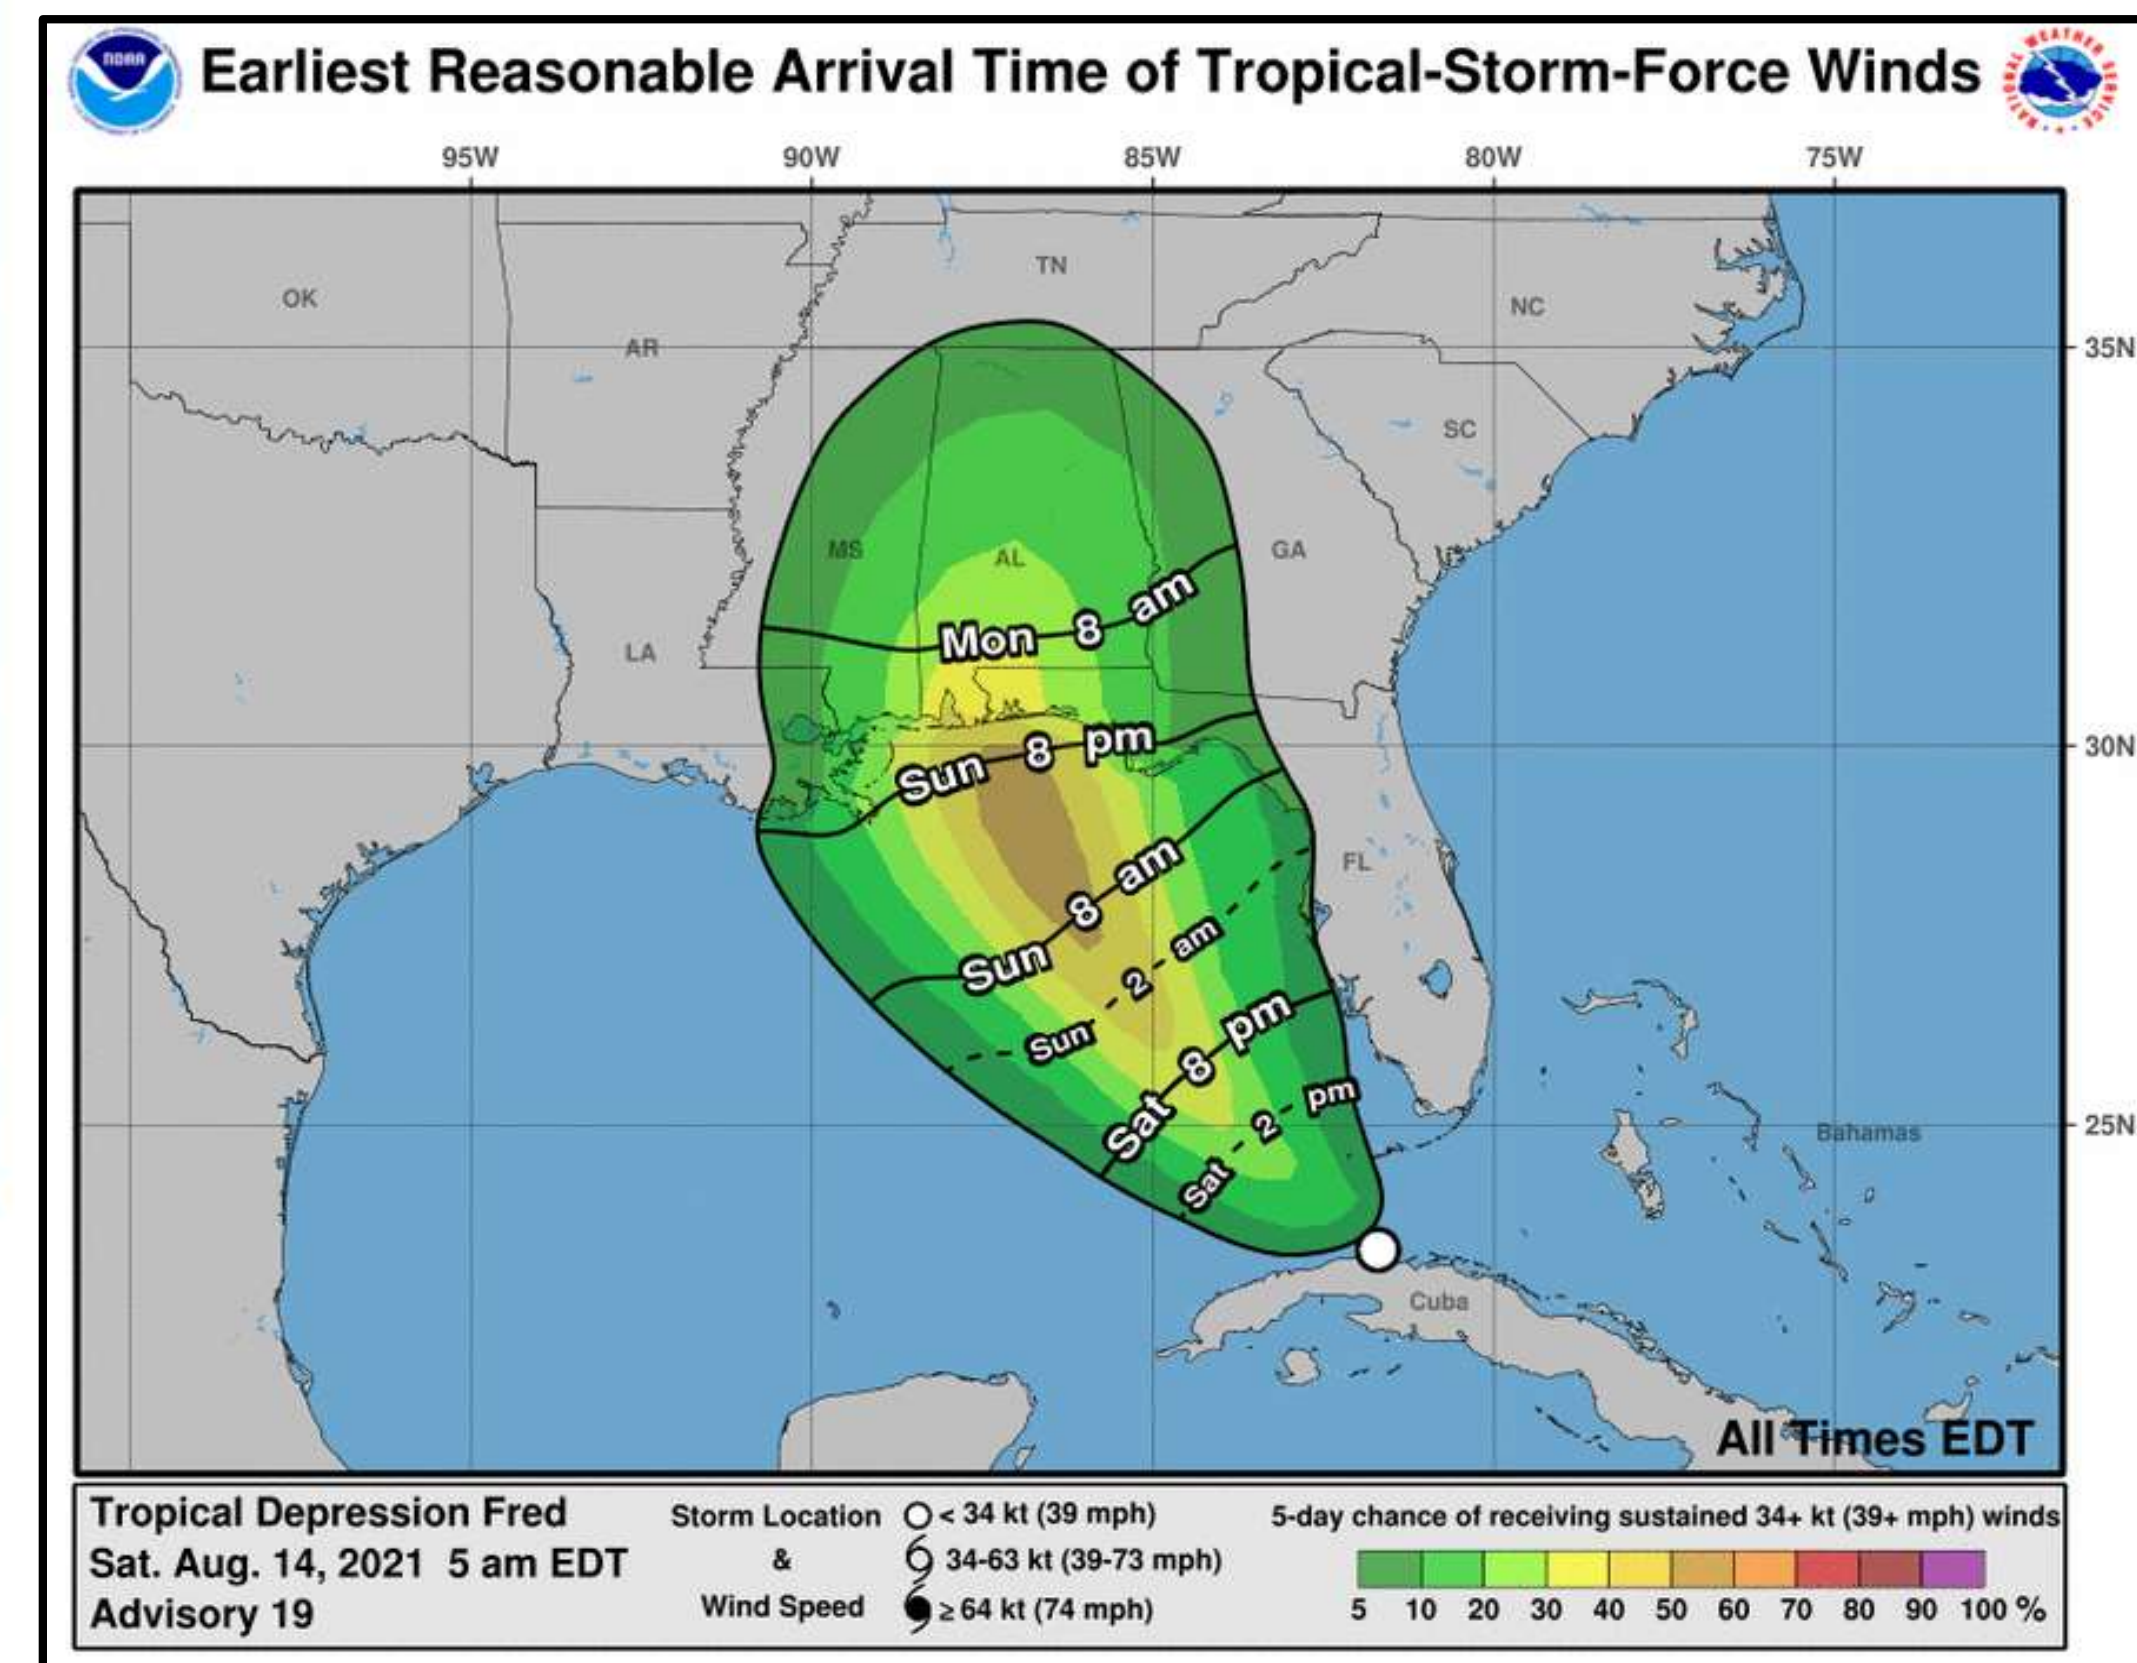 NOAA
Earliest Reasonable Arrival Time of Tropical-Storm-Force Winds
NATIONAL WEATHER SERVICE
95W 90W 85W 80W 75W
TN
OK
NC
AR
35N
SC
MS
AL
GA
Mon 8 am
LA
30N
Sun 8 pm
FL
Sun 8 am
Sun 2 am
Sat 8 pm
Sat 2 pm
25N
Bahamas
Cuba
All Times EDT
Tropical Depression Fred
Sat. Aug. 14, 2021 5 am EDT
Advisory 19
Storm Location
&
Wind Speed
< 34 kt (39 mph)
34-63 kt (39-73 mph)
≥ 64 kt (74 mph)
5-day chance of receiving sustained 34+ kt (39+ mph) winds
5 10 20 30 40 50 60 70 80 90 100 %